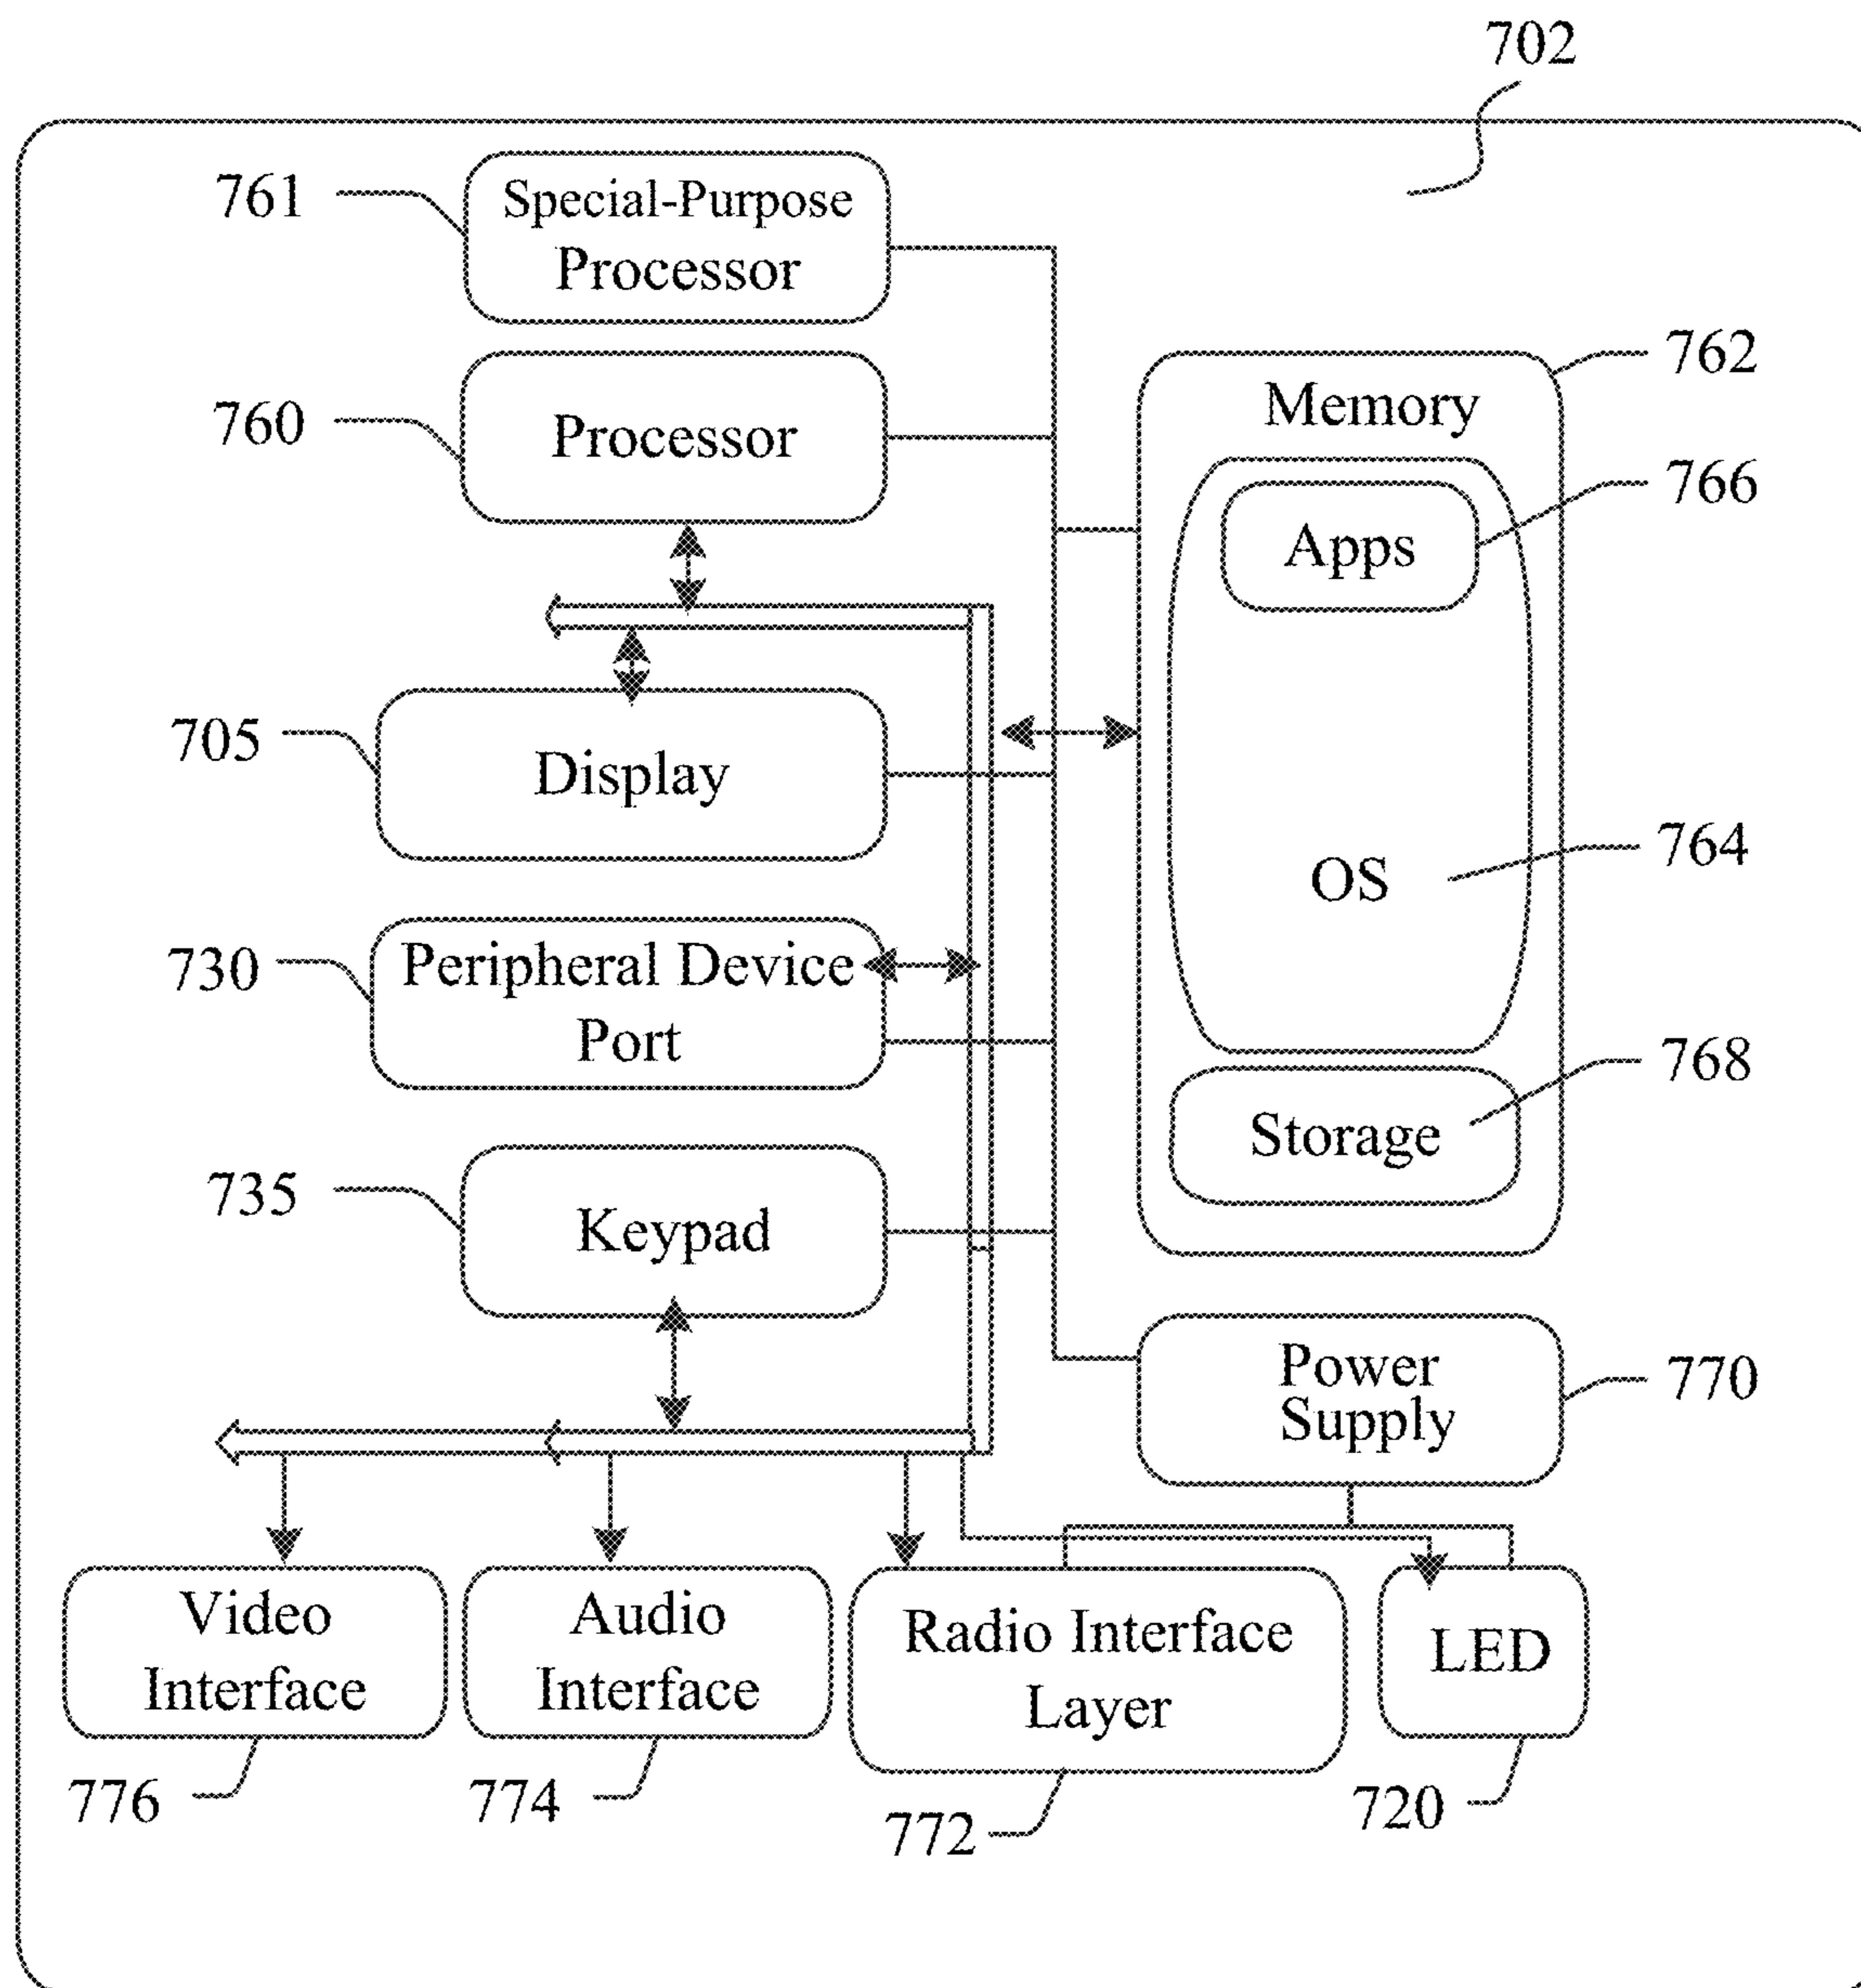 702
761
Special-Purpose
Processor
762
Memory
760
Processor
766
Apps
705
Display
764
OS
730
Peripheral Device
Port
768
Storage
735
Keypad
Power
Supply
770
Video
Interface
Audio
Interface
Radio Interface
Layer
LED
776
774
772
720